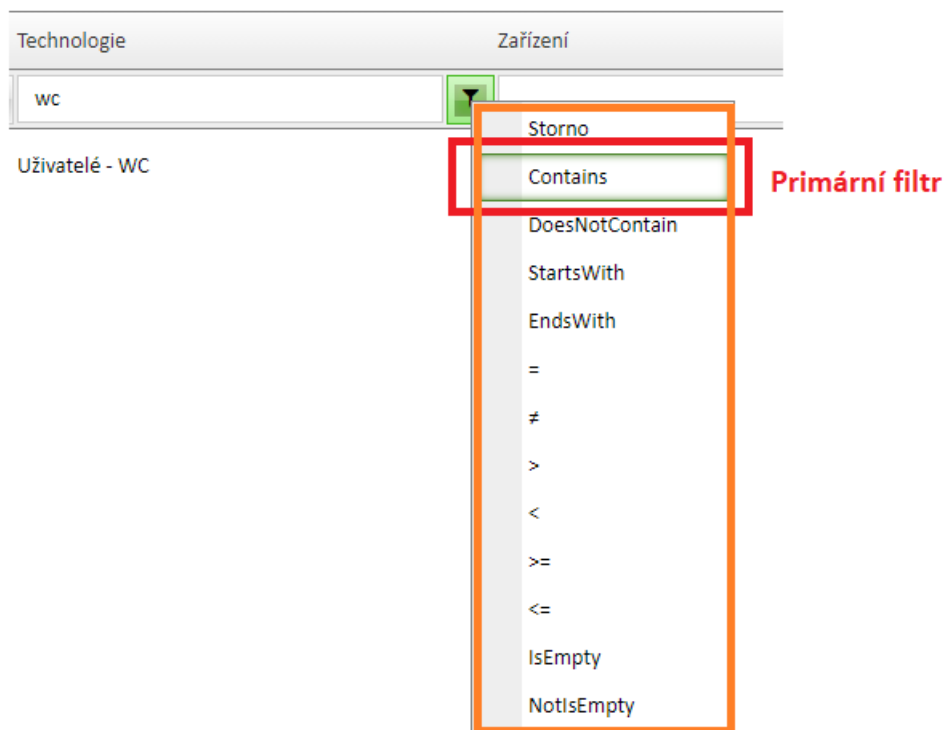 Technologie Zařízení
wc
Storno
Uživatelé - WC
Contains
Primární filtr
DoesNotContain
StartsWith
EndsWith
=
≠
>
<
>=
<=
IsEmpty
NotIsEmpty